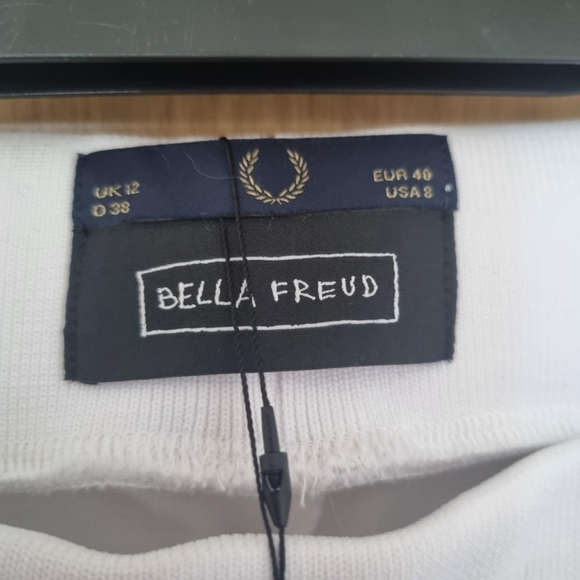 UK 12
D 38
EUR 40
USA 8
BELLA FREUD